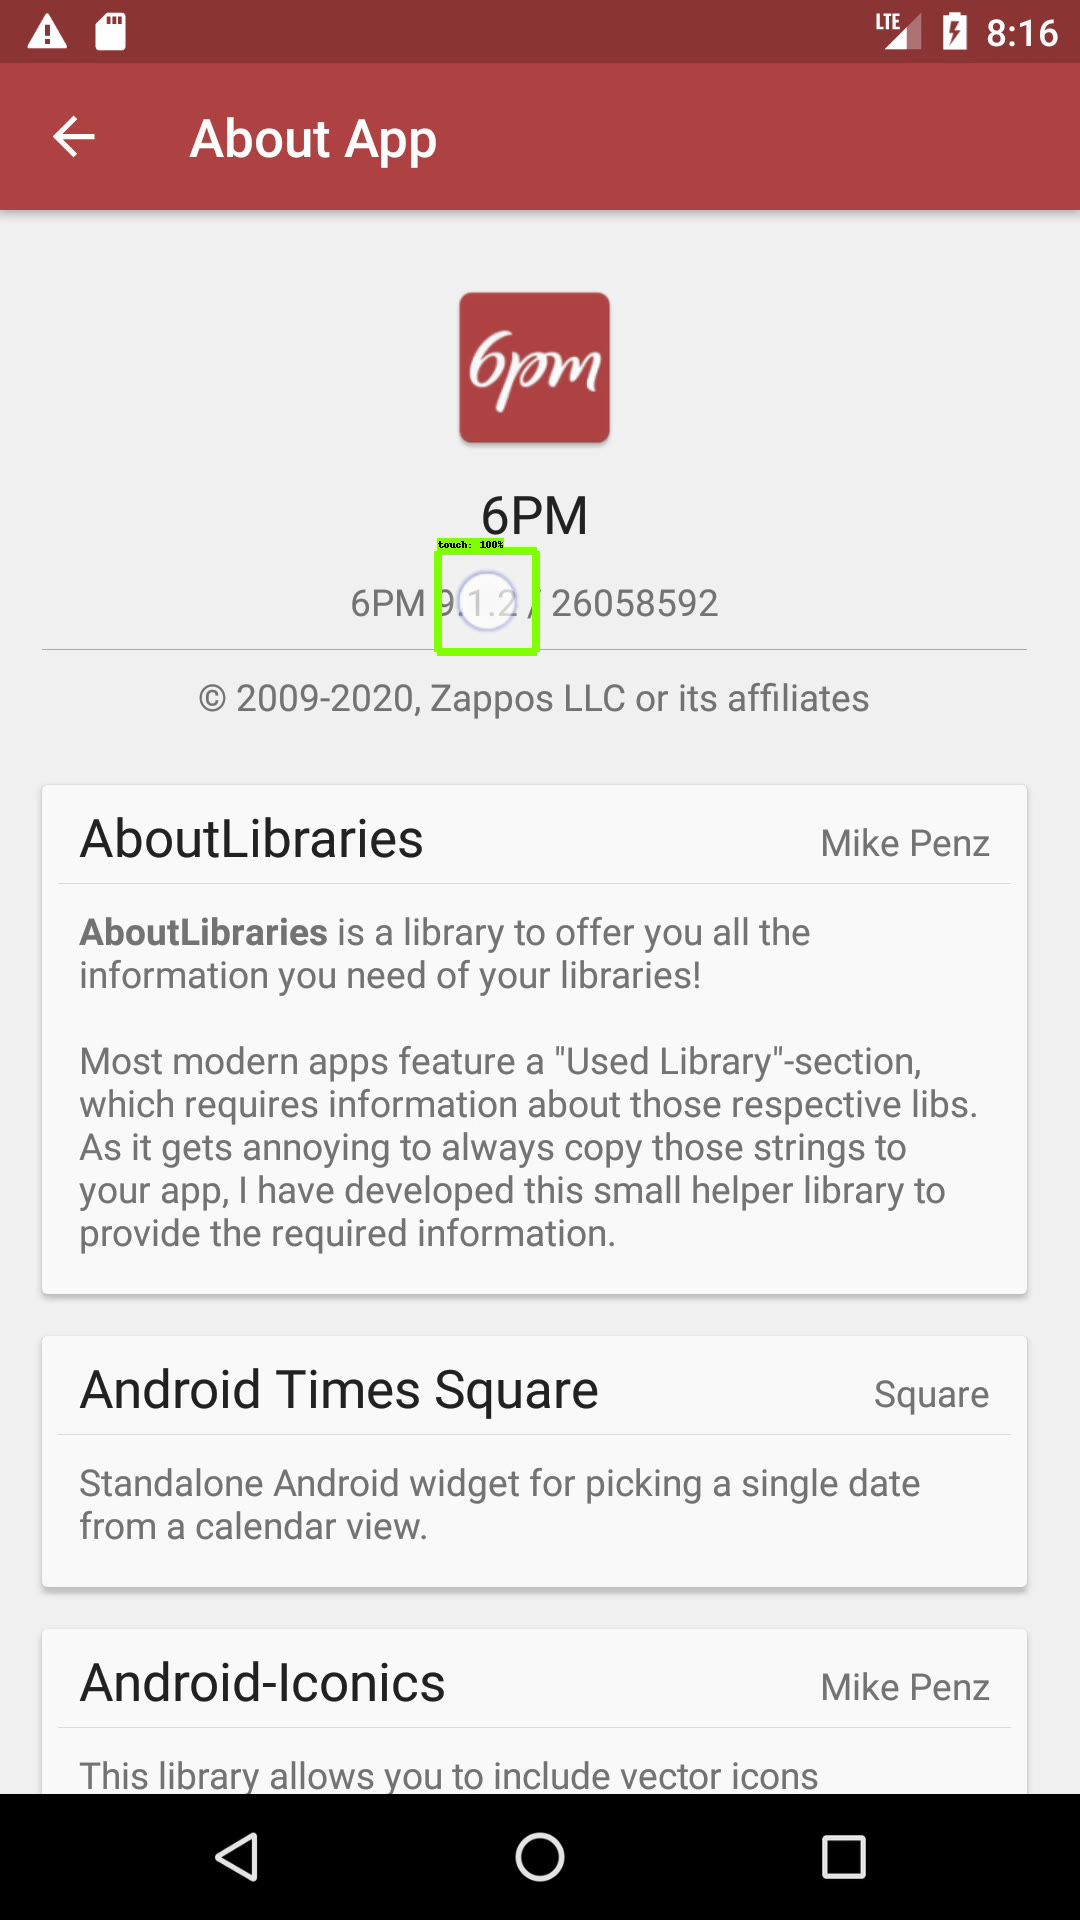 LTE 8:16
About App
6pm
6PM
touch: 100%
6PM 9.1.2 / 26058592
© 2009-2020, Zappos LLC or its affiliates
AboutLibraries Mike Penz
AboutLibraries is a library to offer you all the
information you need of your libraries!
Most modern apps feature a "Used Library"-section,
which requires information about those respective libs.
As it gets annoying to always copy those strings to
your app, I have developed this small helper library to
provide the required information.
Android Times Square Square
Standalone Android widget for picking a single date
from a calendar view.
Android-Iconics Mike Penz
This library allows you to include vector icons